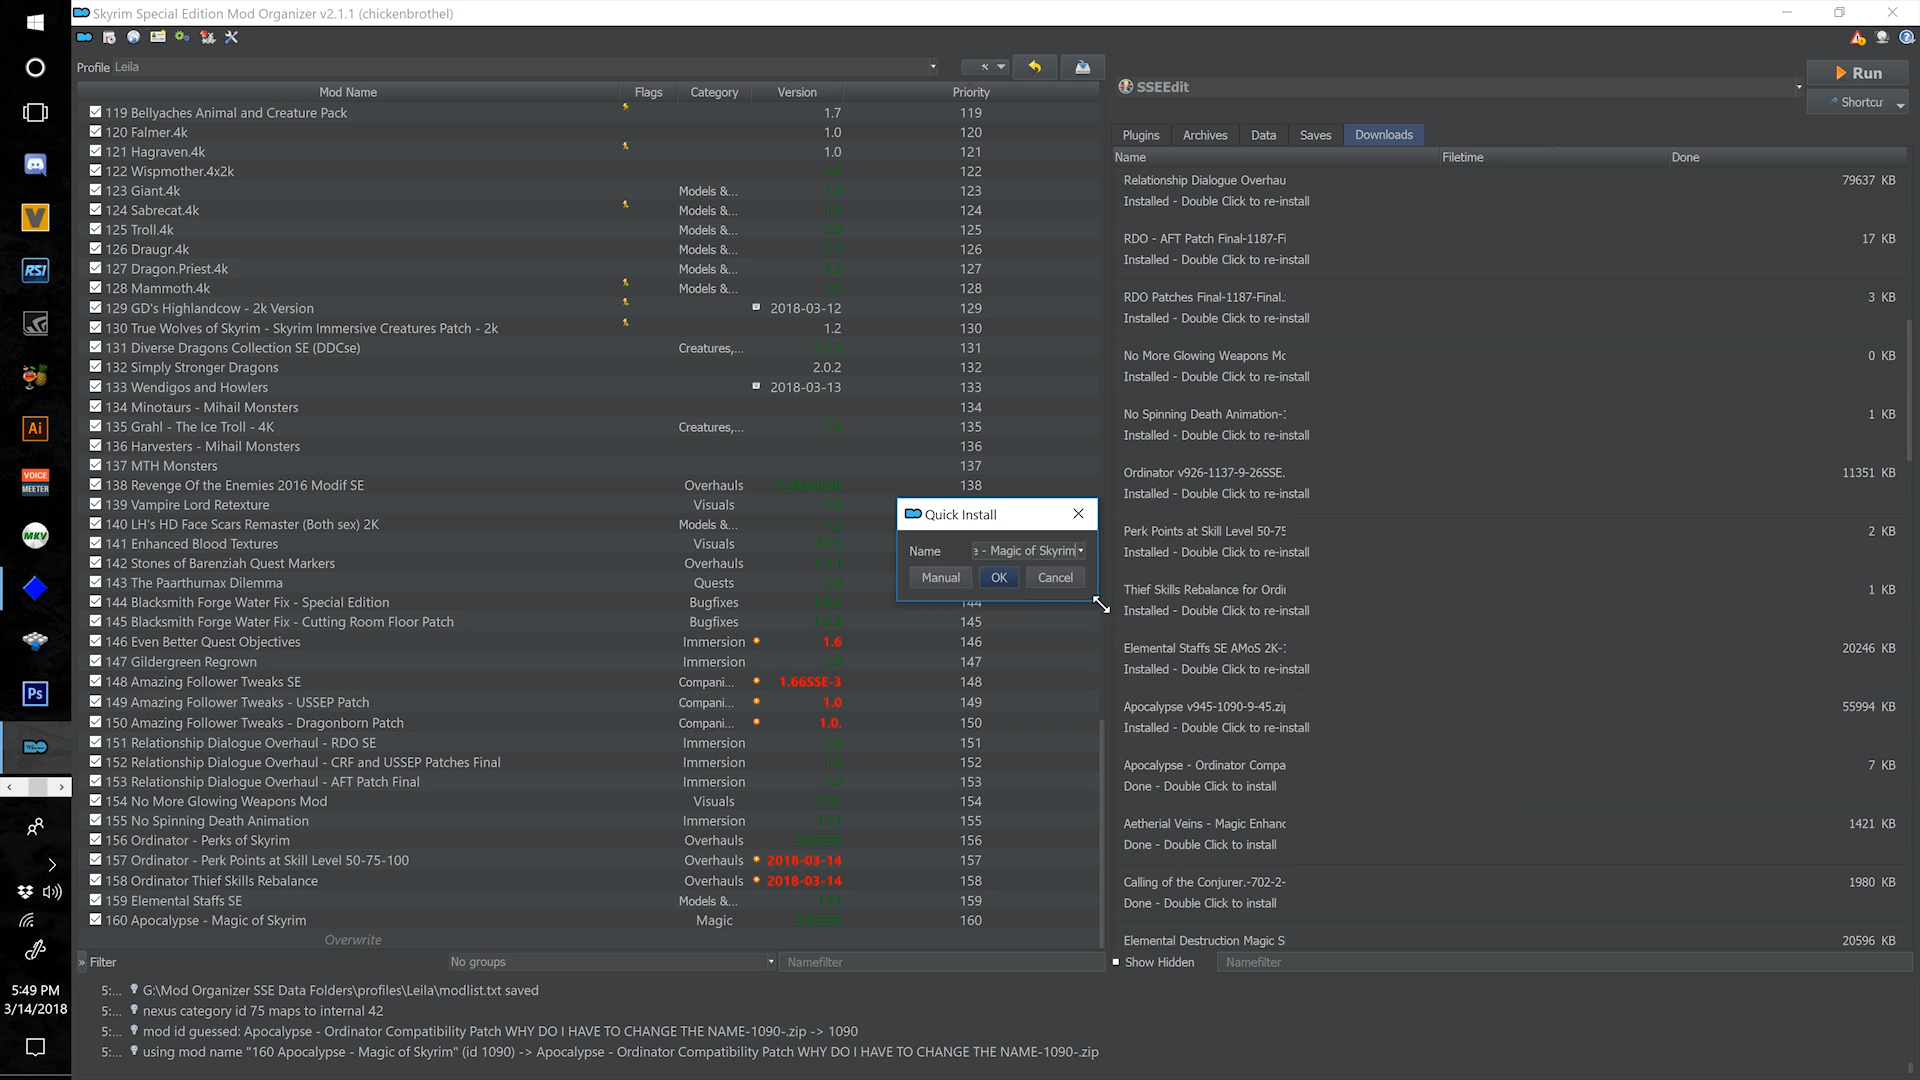 Skyrim Special Edition Mod Organizer v2.1.1 (chickenbrothel)
Profile Leila
SSEEdit
Run
Shortcu
Mod Name Flags Category Version Priority
119 Bellyaches Animal and Creature Pack 1.7 119
120 Falmer.4k 1.0 120
121 Hagraven.4k 1.0 121
122 Wispmother.4x2k 122
123 Giant.4k Models &... 123
124 Sabrecat.4k Models &... 124
125 Troll.4k Models &... 125
126 Draugr.4k Models &... 126
127 Dragon.Priest.4k Models &... 127
128 Mammoth.4k Models &... 128
129 GD's Highlandcow - 2k Version 2018-03-12 129
130 True Wolves of Skyrim - Skyrim Immersive Creatures Patch - 2k 1.2 130
131 Diverse Dragons Collection SE (DDCse) Creatures,... 131
132 Simply Stronger Dragons 2.0.2 132
133 Wendigos and Howlers 2018-03-13 133
134 Minotaurs - Mihail Monsters 134
135 Grahl - The Ice Troll - 4K Creatures,... 135
136 Harvesters - Mihail Monsters 136
137 MTH Monsters 137
138 Revenge Of the Enemies 2016 Modif SE Overhauls 138
139 Vampire Lord Retexture Visuals
140 LH's HD Face Scars Remaster (Both sex) 2K Models &...
141 Enhanced Blood Textures Visuals
142 Stones of Barenziah Quest Markers Overhauls
143 The Paarthurnax Dilemma Quests
144 Blacksmith Forge Water Fix - Special Edition Bugfixes 144
145 Blacksmith Forge Water Fix - Cutting Room Floor Patch Bugfixes 145
146 Even Better Quest Objectives Immersion 1.6 146
147 Gildergreen Regrown Immersion 147
148 Amazing Follower Tweaks SE Compani... 1.66SSE-3 148
149 Amazing Follower Tweaks - USSEP Patch Compani... 1.0 149
150 Amazing Follower Tweaks - Dragonborn Patch Compani... 1.0. 150
151 Relationship Dialogue Overhaul - RDO SE Immersion 151
152 Relationship Dialogue Overhaul - CRF and USSEP Patches Final Immersion 152
153 Relationship Dialogue Overhaul - AFT Patch Final Immersion 153
154 No More Glowing Weapons Mod Visuals 154
155 No Spinning Death Animation Immersion 155
156 Ordinator - Perks of Skyrim Overhauls 156
157 Ordinator - Perk Points at Skill Level 50-75-100 Overhauls 2018-03-14 157
158 Ordinator Thief Skills Rebalance Overhauls 2018-03-14 158
159 Elemental Staffs SE Models &... 159
160 Apocalypse - Magic of Skyrim Magic 160
Overwrite
» Filter No groups Namefilter
Quick Install
Name e - Magic of Skyrim
Manual OK Cancel
Plugins Archives Data Saves Downloads
Name Filetime Done
Relationship Dialogue Overhau 79637 KB
Installed - Double Click to re-install
RDO - AFT Patch Final-1187-Fi 17 KB
Installed - Double Click to re-install
RDO Patches Final-1187-Final. 3 KB
Installed - Double Click to re-install
No More Glowing Weapons Mc 0 KB
Installed - Double Click to re-install
No Spinning Death Animation- 1 KB
Installed - Double Click to re-install
Ordinator v926-1137-9-26SSE. 11351 KB
Installed - Double Click to re-install
Perk Points at Skill Level 50-75 2 KB
Installed - Double Click to re-install
Thief Skills Rebalance for Ordi 1 KB
Installed - Double Click to re-install
Elemental Staffs SE AMoS 2K- 20246 KB
Installed - Double Click to re-install
Apocalypse v945-1090-9-45.zi 55994 KB
Installed - Double Click to re-install
Apocalypse - Ordinator Compa 7 KB
Done - Double Click to install
Aetherial Veins - Magic Enhanc 1421 KB
Done - Double Click to install
Calling of the Conjurer.-702-2- 1980 KB
Done - Double Click to install
Elemental Destruction Magic S 20596 KB
Show Hidden Namefilter
5:... G:\Mod Organizer SSE Data Folders\profiles\Leila\modlist.txt saved
5:... nexus category id 75 maps to internal 42
5:... mod id guessed: Apocalypse - Ordinator Compatibility Patch WHY DO I HAVE TO CHANGE THE NAME-1090-.zip -> 1090
5:... using mod name "160 Apocalypse - Magic of Skyrim" (id 1090) -> Apocalypse - Ordinator Compatibility Patch WHY DO I HAVE TO CHANGE THE NAME-1090-.zip
RSI
Ai
VOICE
MEETER
MKV
Ps
5:49 PM
3/14/2018